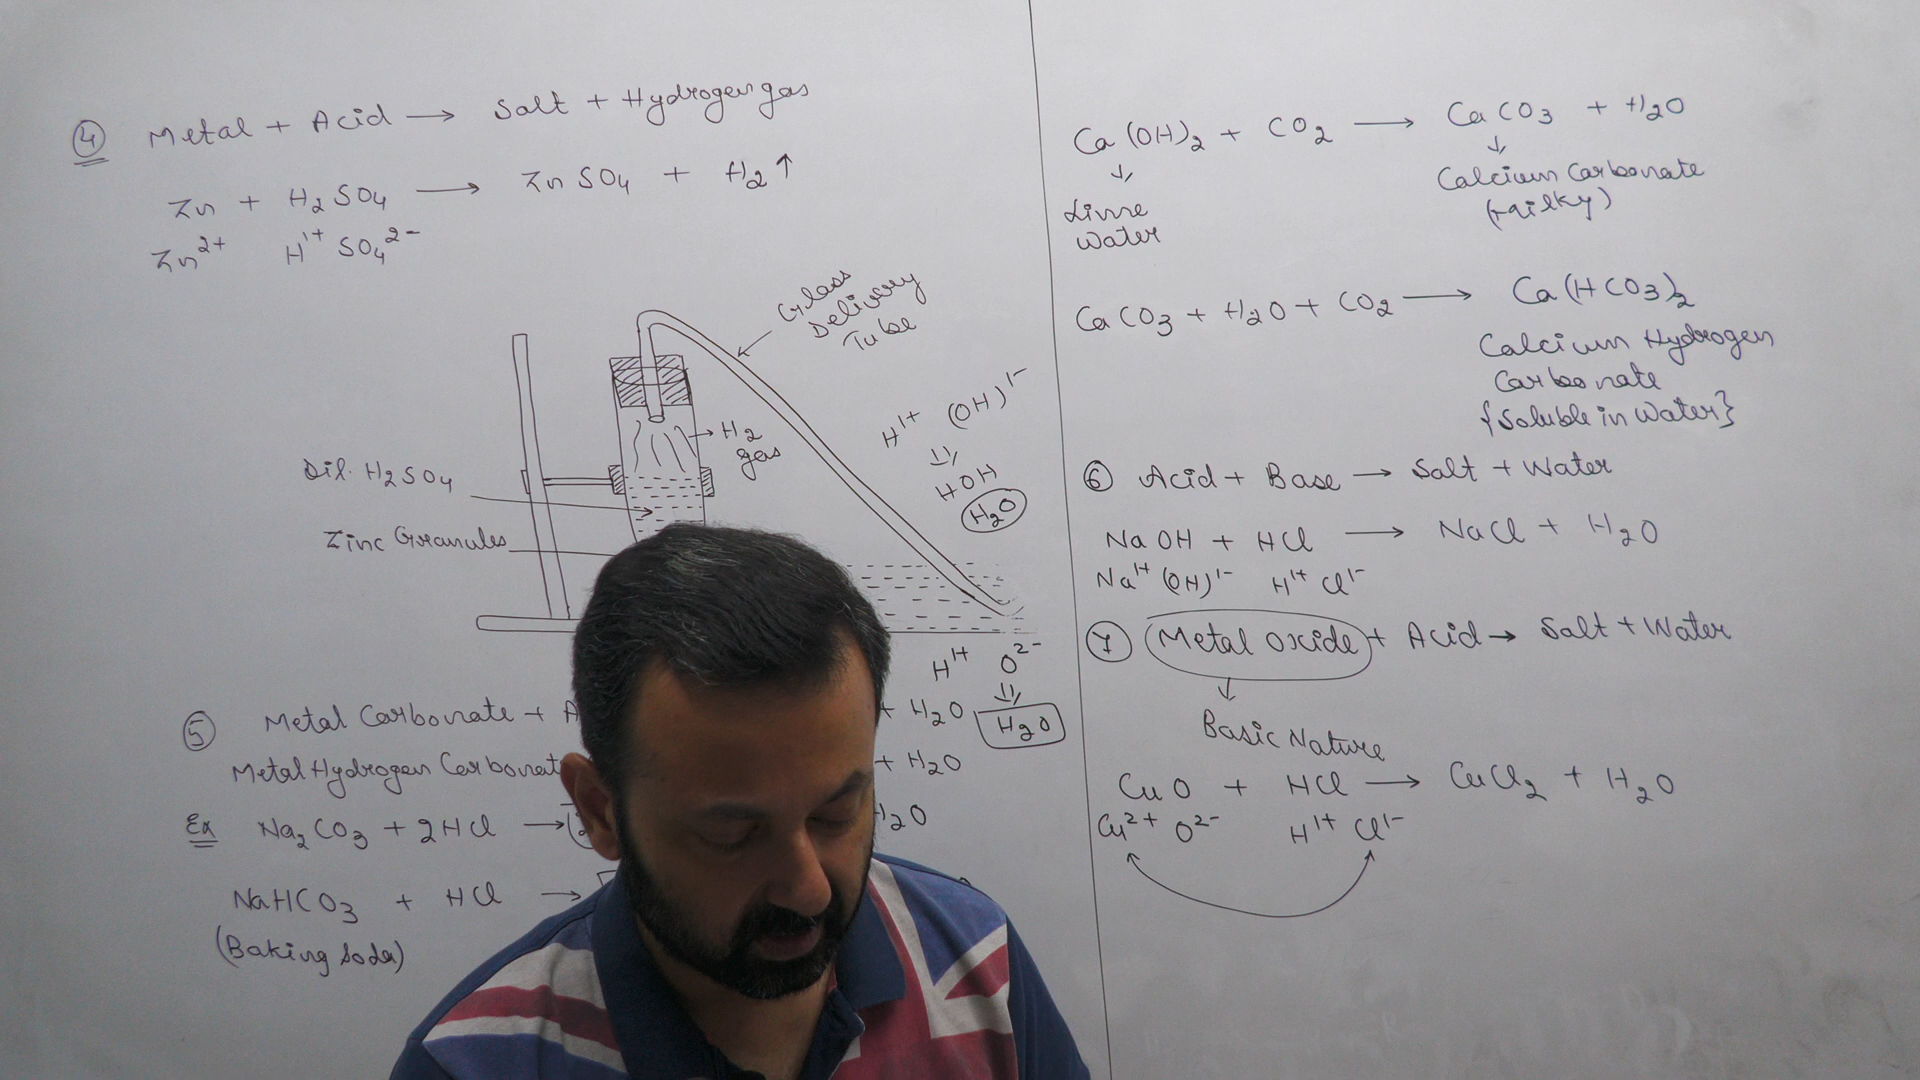 ④ Metal + Acid → Salt + Hydrogen gas
Zn + H2SO4 → ZnSO4 + H2↑
Zn2+ H1+ SO4 2-
Glass
Delivery
Tube
H2
gas
Dil. H2SO4
Zinc Granules
H1+ (OH)1-
⇓
HOH
H2O
H1+ O2-
⇓
H2O
⑤ Metal Carbonate + A + H2O
Metal Hydrogen Carbonat + H2O
Ex Na2CO3 + 2HCl → H2O
NaHCO3 + HCl →
(Baking Soda)
Ca(OH)2 + CO2 → CaCO3 + H2O
Lime
Water
Calcium Carbonate
(milky)
CaCO3 + H2O + CO2 → Ca(HCO3)2
Calcium Hydrogen
Carbonate
{Soluble in Water}
⑥ Acid + Base → Salt + Water
NaOH + HCl → NaCl + H2O
Na1+ (OH)1- H1+ Cl1-
⑦ Metal Oxide + Acid → Salt + Water
Basic Nature
CuO + HCl → CuCl2 + H2O
Cu2+ O2- H1+ Cl1-